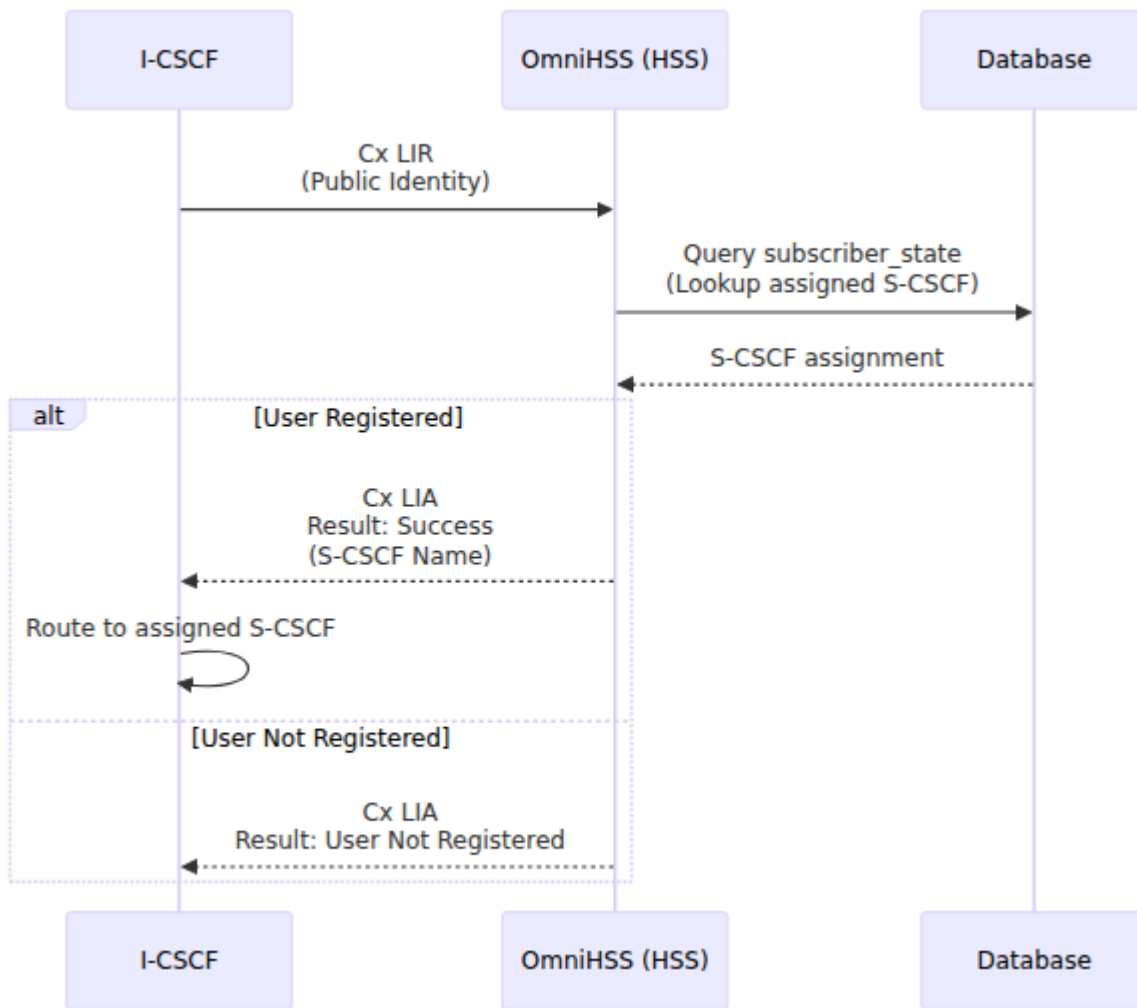 I-CSCF
OmniHSS (HSS)
Database
Cx LIR
(Public Identity)
Query subscriber_state
(Lookup assigned S-CSCF)
S-CSCF assignment
alt
[User Registered]
Cx LIA
Result: Success
(S-CSCF Name)
Route to assigned S-CSCF
[User Not Registered]
Cx LIA
Result: User Not Registered
I-CSCF
OmniHSS (HSS)
Database